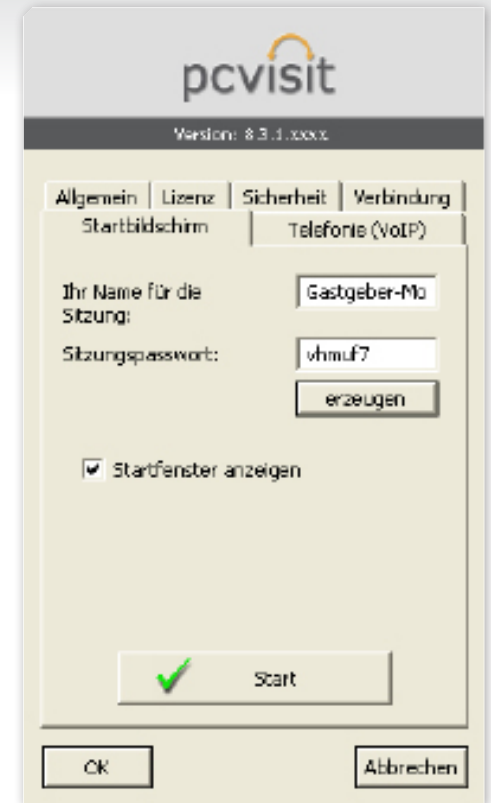 pcvisit
Version: 8.3.1.xxxx
Allgemein Lizenz Sicherheit Verbindung
Startbildschirm Telefonie (VoIP)
Ihr Name für die Gastgeber-Mo
Sitzung:
Sitzungspasswort: vhmuf7
erzeugen
Startfenster anzeigen
Start
OK Abbrechen